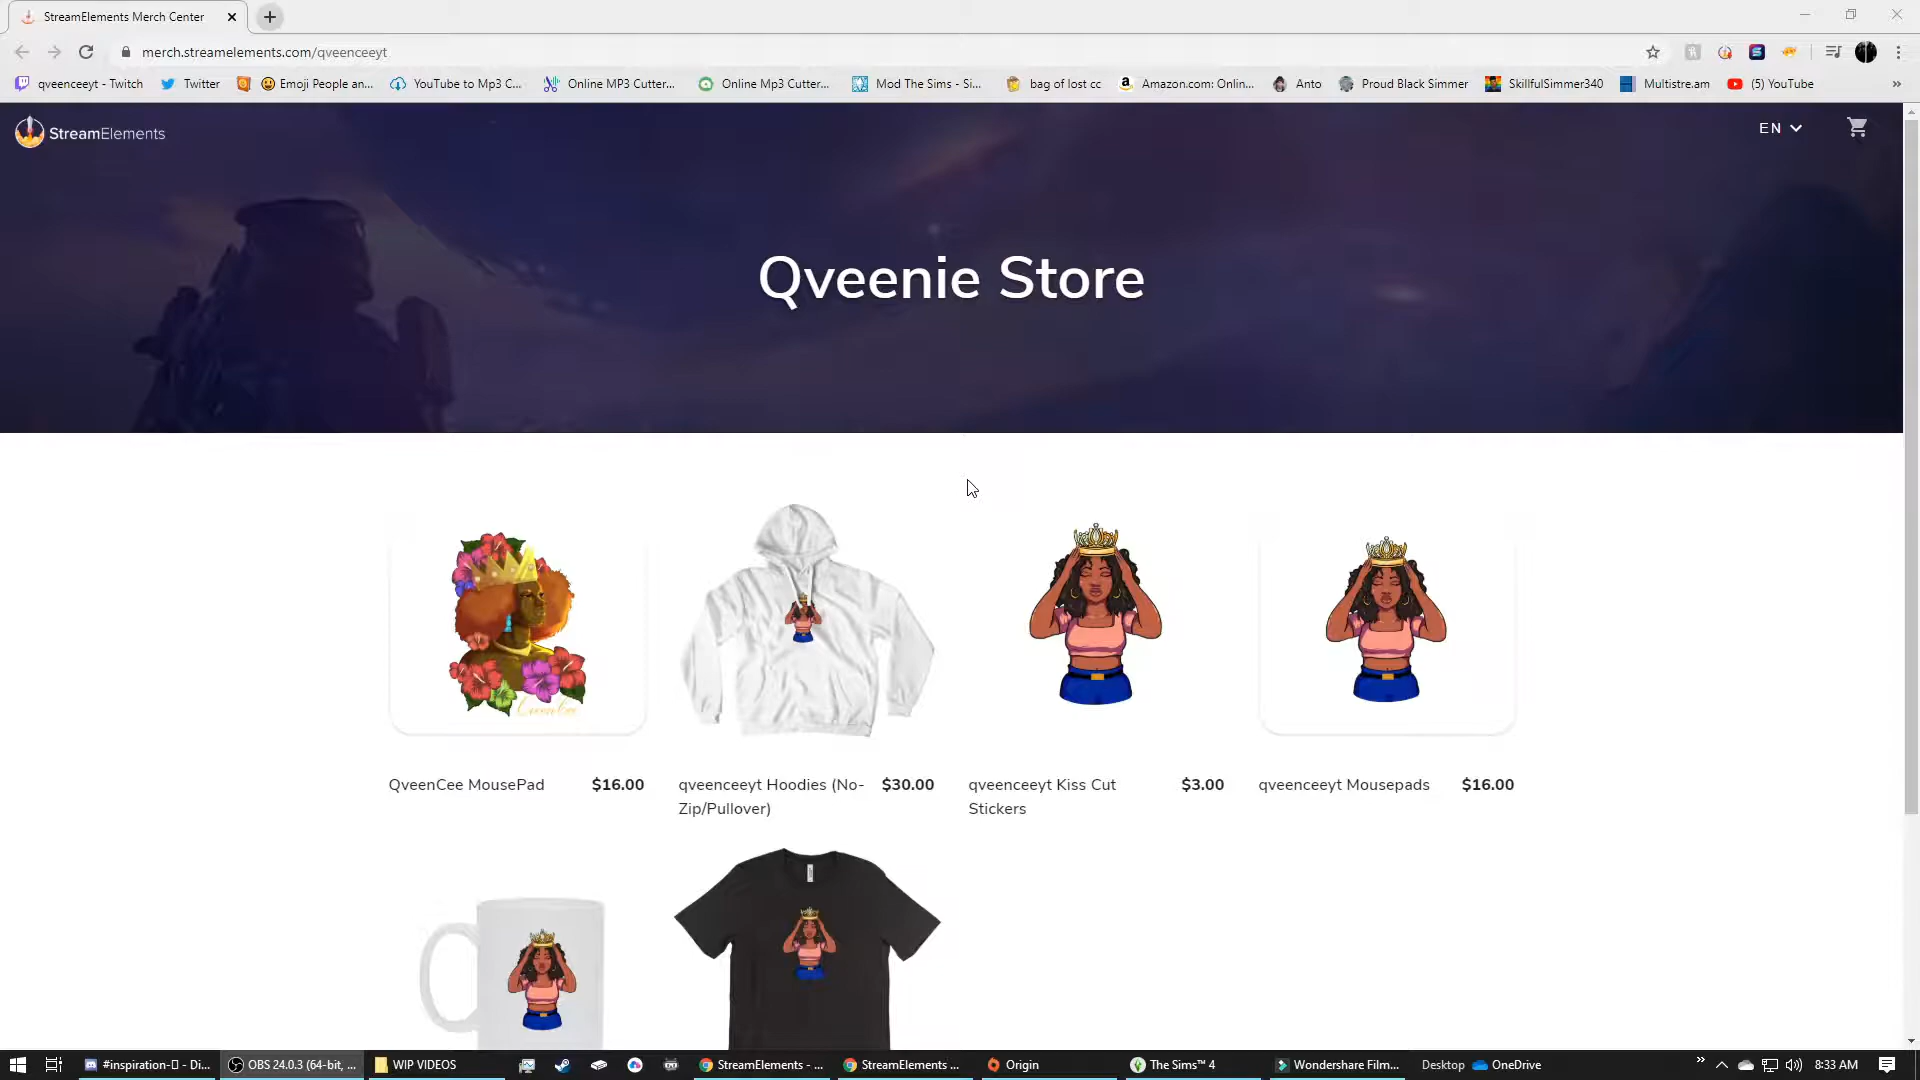 StreamElements Merch Center
merch.streamelements.com/qveenceeyt
qveenceeyt - Twitch
Twitter
Emoji People an...
YouTube to Mp3 C...
Online MP3 Cutter...
Online Mp3 Cutter...
Mod The Sims - Si...
bag of lost cc
Amazon.com: Onlin...
Anto
Proud Black Simmer
SkillfulSimmer340
Multistre.am
(5) YouTube
»
StreamElements
EN
Qveenie Store
QveenCee MousePad $16.00
qveenceeyt Hoodies (No-
Zip/Pullover) $30.00
qveenceeyt Kiss Cut
Stickers $3.00
qveenceeyt Mousepads $16.00
#inspiration-▯ - Di...
OBS 24.0.3 (64-bit, ...
WIP VIDEOS
StreamElements - ...
StreamElements ...
Origin
The Sims™ 4
Wondershare Film...
Desktop
OneDrive
»
8:33 AM